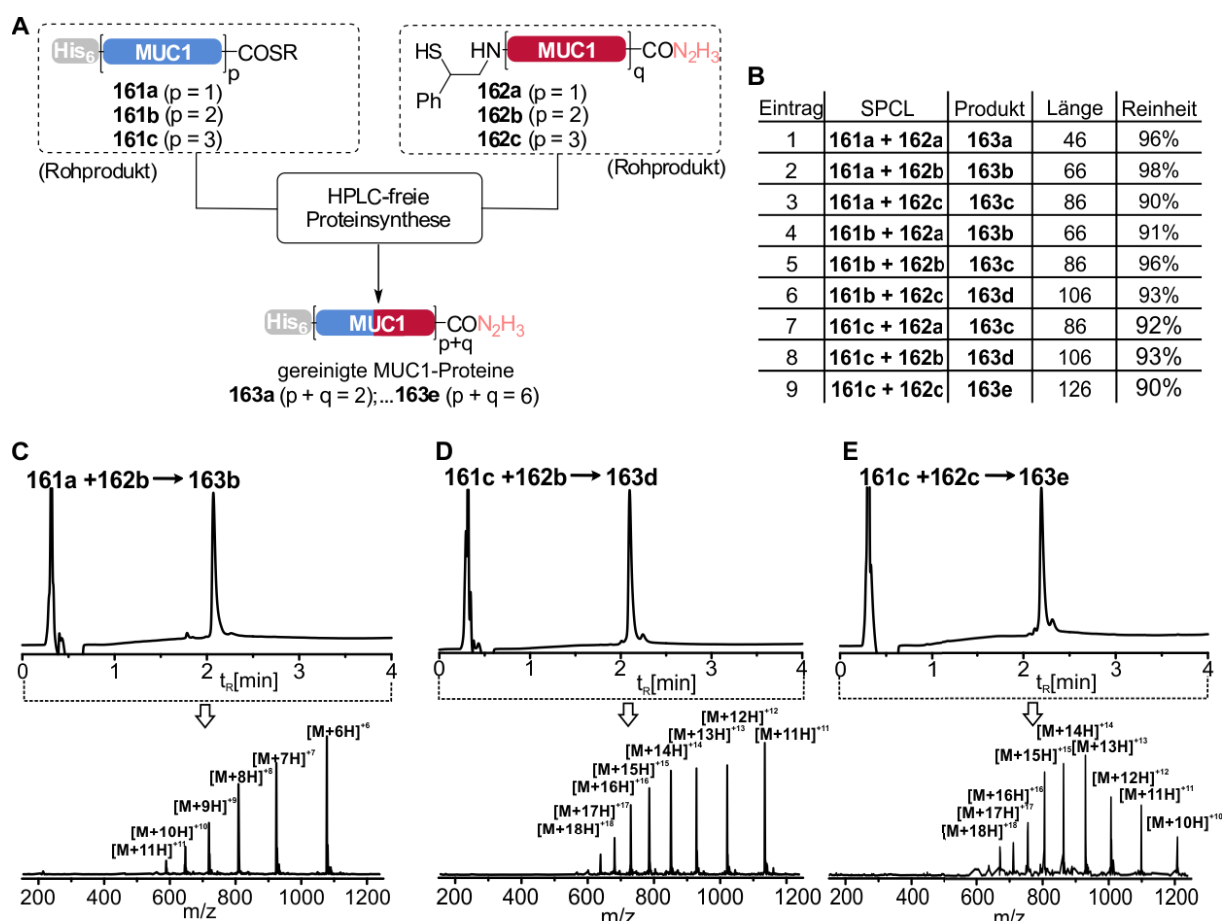 A
His6 MUC1 p COSR
161a (p = 1)
161b (p = 2)
161c (p = 3)
(Rohprodukt)
HS HN MUC1 q CON2H3
Ph
162a (p = 1)
162b (p = 2)
162c (p = 3)
(Rohprodukt)
HPLC-freie
Proteinsynthese
His6 MUC1 p+q CON2H3
gereinigte MUC1-Proteine
163a (p + q = 2);...163e (p + q = 6)
B
Eintrag SPCL Produkt Länge Reinheit
1 161a + 162a 163a 46 96%
2 161a + 162b 163b 66 98%
3 161a + 162c 163c 86 90%
4 161b + 162a 163b 66 91%
5 161b + 162b 163c 86 96%
6 161b + 162c 163d 106 93%
7 161c + 162a 163c 86 92%
8 161c + 162b 163d 106 93%
9 161c + 162c 163e 126 90%
C
161a +162b → 163b
0 1 2 3 4
tR[min]
[M+6H]+6
[M+7H]+7
[M+8H]+8
[M+9H]+9
[M+10H]+10
[M+11H]+11
200 400 600 800 1000 1200
m/z
D
161c +162b → 163d
0 1 2 3 4
tR[min]
[M+12H]+12
[M+13H]+13 [M+11H]+11
[M+14H]+14
[M+15H]+15
[M+16H]+16
[M+17H]+17
[M+18H]+18
200 400 600 800 1000 1200
m/z
E
161c +162c → 163e
0 1 2 3 4
tR[min]
[M+14H]+14
[M+15H]+15 [M+13H]+13
[M+16H]+16 [M+12H]+12
[M+17H]+17 [M+11H]+11
[M+18H]+18 [M+10H]+10
200 400 600 800 1000 1200
m/z